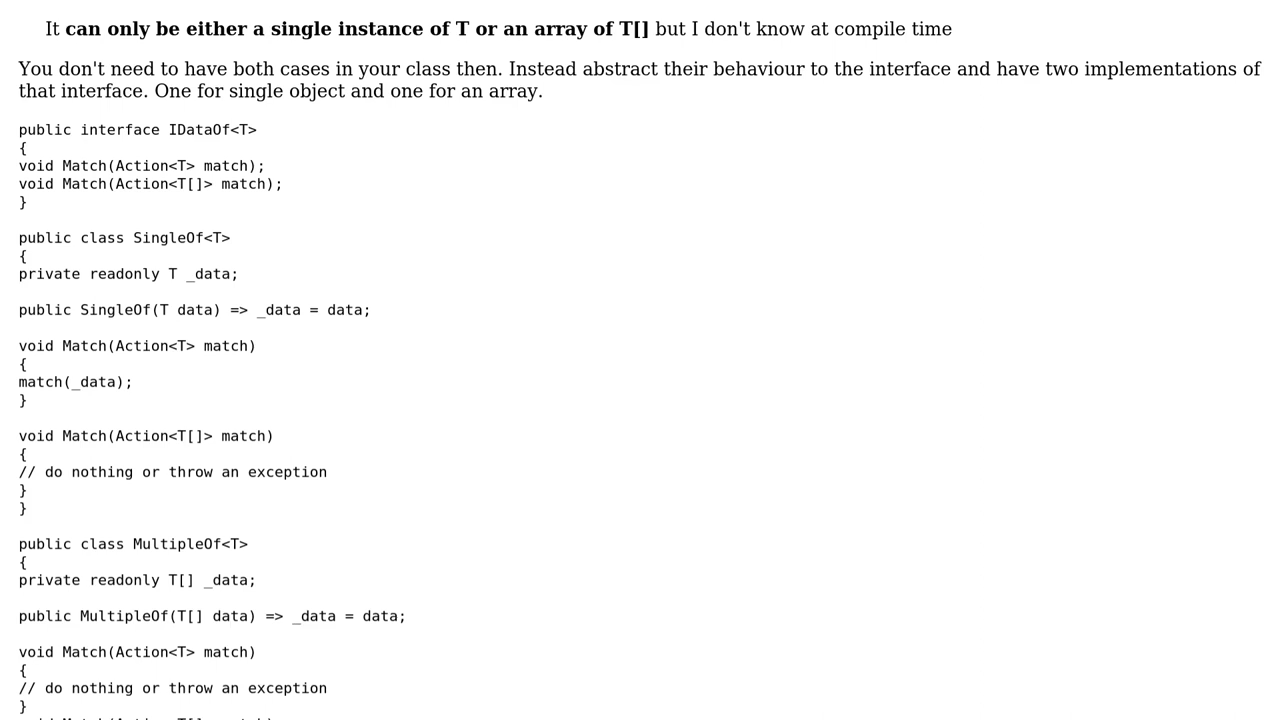 It can only be either a single instance of T or an array of T[] but I don't know at compile time
You don't need to have both cases in your class then. Instead abstract their behaviour to the interface and have two implementations of
that interface. One for single object and one for an array.
public interface IDataOf<T>
{
void Match(Action<T> match);
void Match(Action<T[]> match);
}
public class SingleOf<T>
{
private readonly T _data;
public SingleOf(T data) => _data = data;
void Match(Action<T> match)
{
match(_data);
}
void Match(Action<T[]> match)
{
// do nothing or throw an exception
}
}
public class MultipleOf<T>
{
private readonly T[] _data;
public MultipleOf(T[] data) => _data = data;
void Match(Action<T> match)
{
// do nothing or throw an exception
}